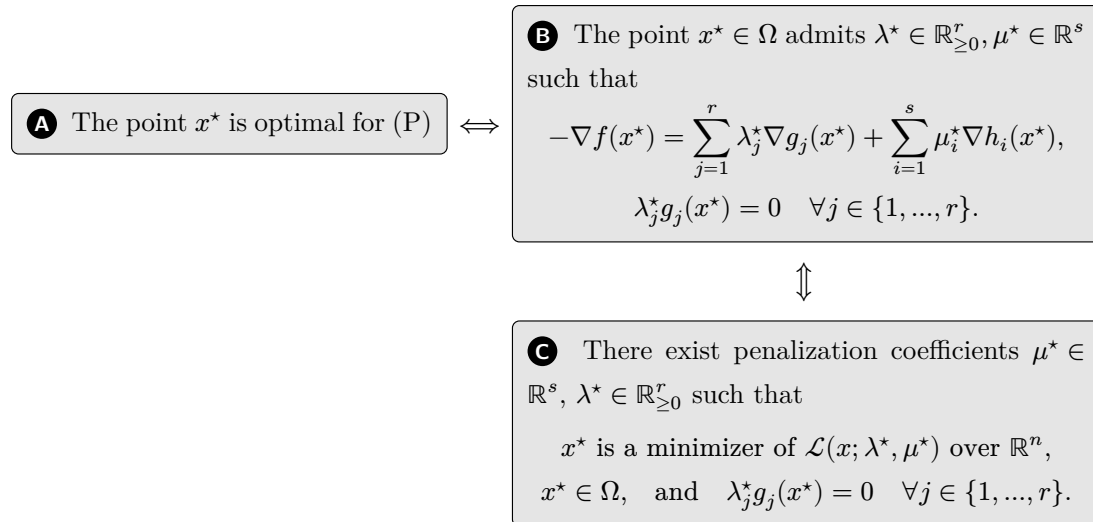 A The point x⋆ is optimal for (P)
⟺
B The point x⋆ ∈ Ω admits λ⋆ ∈ ℝ^r_{≥0}, μ⋆ ∈ ℝ^s
such that
−∇f(x⋆) = ∑_{j=1}^{r} λ⋆_j ∇g_j(x⋆) + ∑_{i=1}^{s} μ⋆_i ∇h_i(x⋆),
λ⋆_j g_j(x⋆) = 0 ∀j ∈ {1, ..., r}.
⇕
C There exist penalization coefficients μ⋆ ∈
ℝ^s, λ⋆ ∈ ℝ^r_{≥0} such that
x⋆ is a minimizer of ℒ(x; λ⋆, μ⋆) over ℝ^n,
x⋆ ∈ Ω, and λ⋆_j g_j(x⋆) = 0 ∀j ∈ {1, ..., r}.